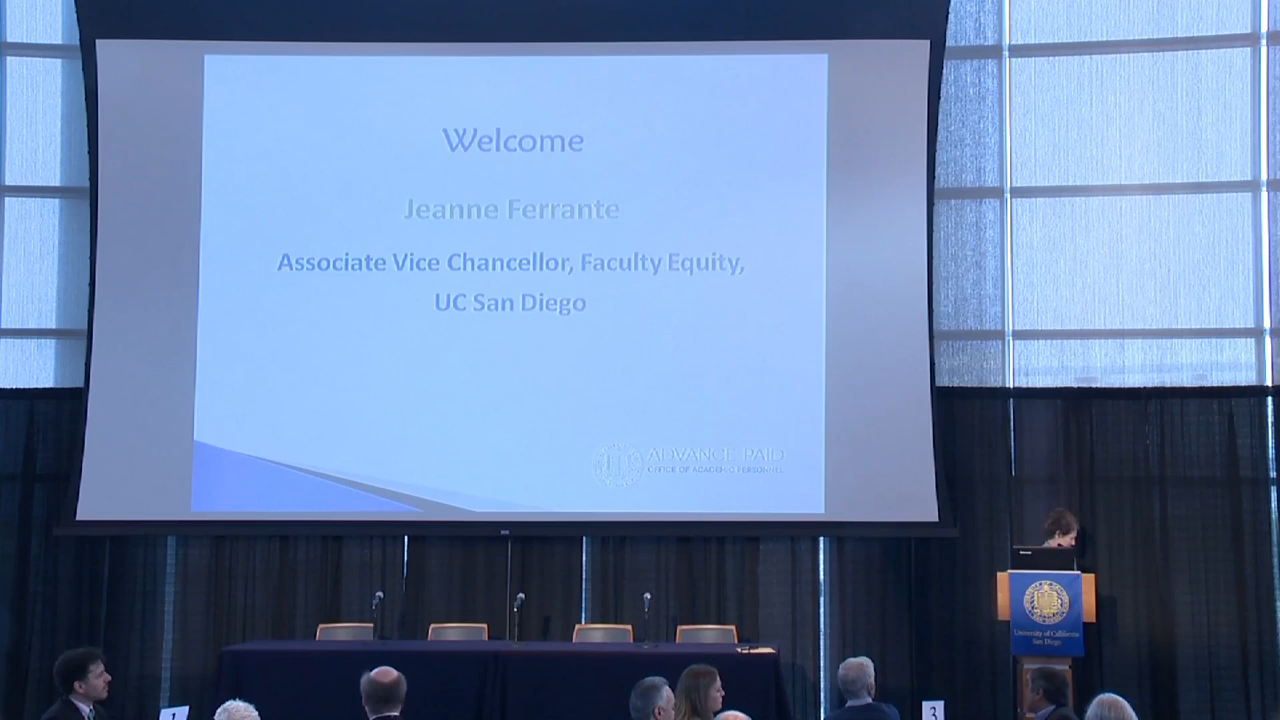 Welcome
Jeanne Ferrante
Associate Vice Chancellor, Faculty Equity,
UC San Diego
ADVANCE PAID
OFFICE OF ACADEMIC PERSONNEL
University of California
San Diego
3